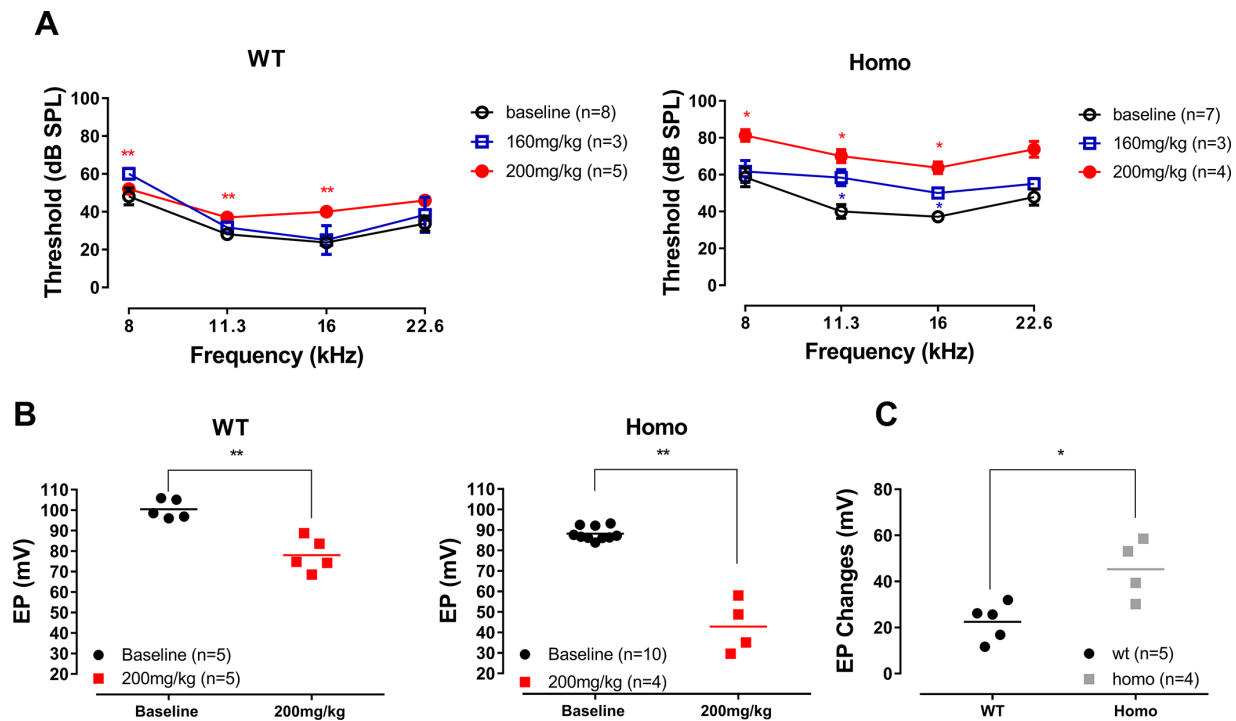 A
WT
Threshold (dB SPL)
100
80
60
40
20
0
**
**
**
8
11.3
16
22.6
Frequency (kHz)
baseline (n=8)
160mg/kg (n=3)
200mg/kg (n=5)
Homo
Threshold (dB SPL)
100
80
60
40
20
0
*
*
*
*
*
8
11.3
16
22.6
Frequency (kHz)
baseline (n=7)
160mg/kg (n=3)
200mg/kg (n=4)
B
WT
**
EP (mV)
110
100
90
80
70
60
50
40
30
20
Baseline (n=5)
200mg/kg (n=5)
Baseline
200mg/kg
Homo
**
EP (mV)
110
100
90
80
70
60
50
40
30
20
Baseline (n=10)
200mg/kg (n=4)
Baseline
200mg/kg
C
*
EP Changes (mV)
80
60
40
20
0
wt (n=5)
homo (n=4)
WT
Homo